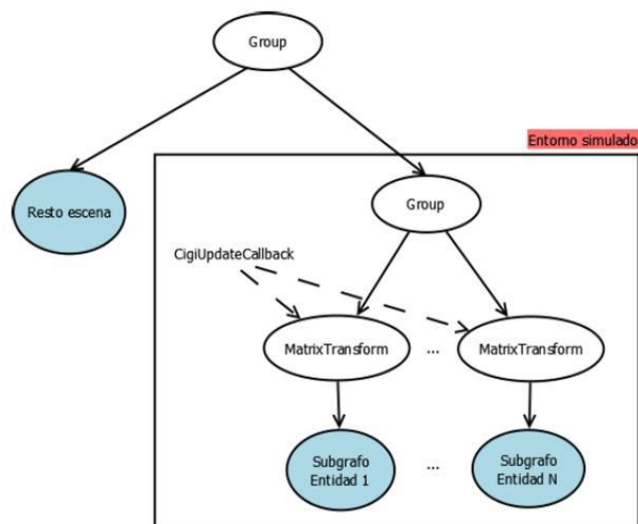 Group
Entorno simulado
Resto escena
Group
CigiUpdateCallback
MatrixTransform
...
MatrixTransform
Subgrafo
Entidad 1
...
Subgrafo
Entidad N